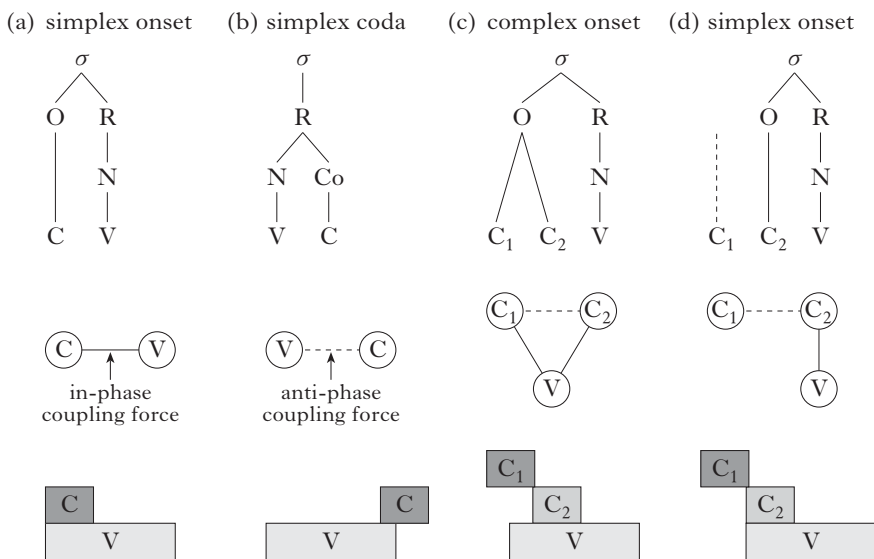 (a) simplex onset (b) simplex coda (c) complex onset (d) simplex onset
σ σ σ σ
O R R O R O R
N N Co N N
C V V C C₁ C₂ V C₁ C₂ V
C₁ C₂ C₁ C₂
C V V C
V V
in-phase anti-phase
coupling force coupling force
C₁ C₁
C C C₂ C₂
V V V V